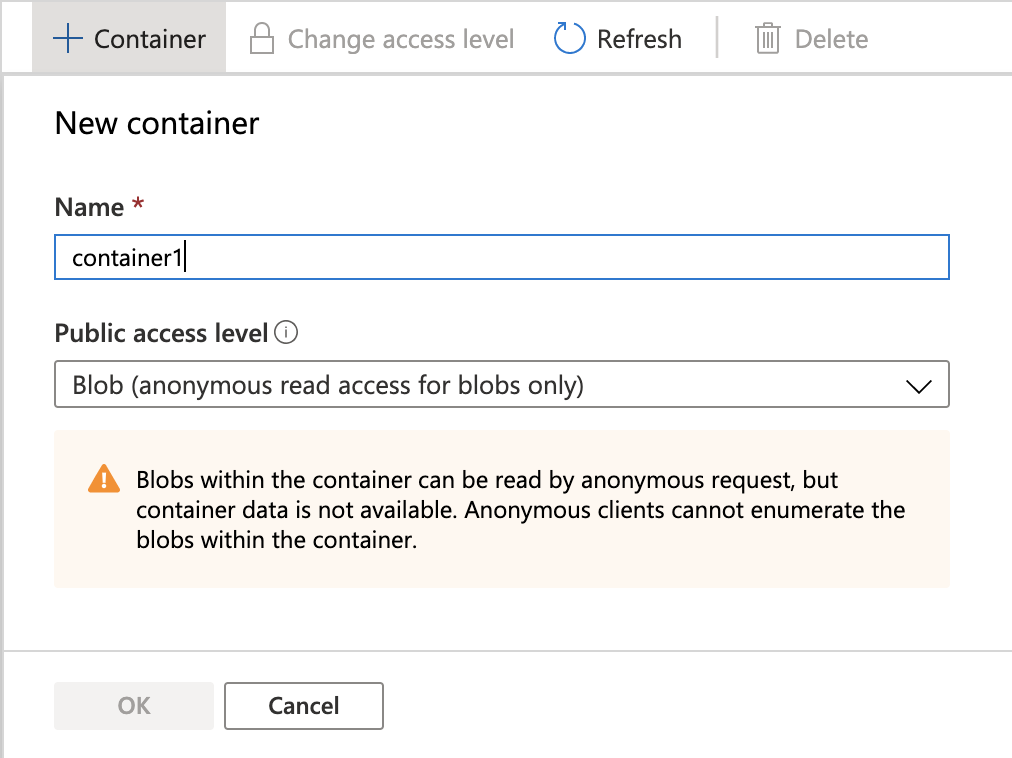 Container Change access level Refresh Delete
New container
Name *
container1
Public access level
Blob (anonymous read access for blobs only)
Blobs within the container can be read by anonymous request, but
container data is not available. Anonymous clients cannot enumerate the
blobs within the container.
OK Cancel